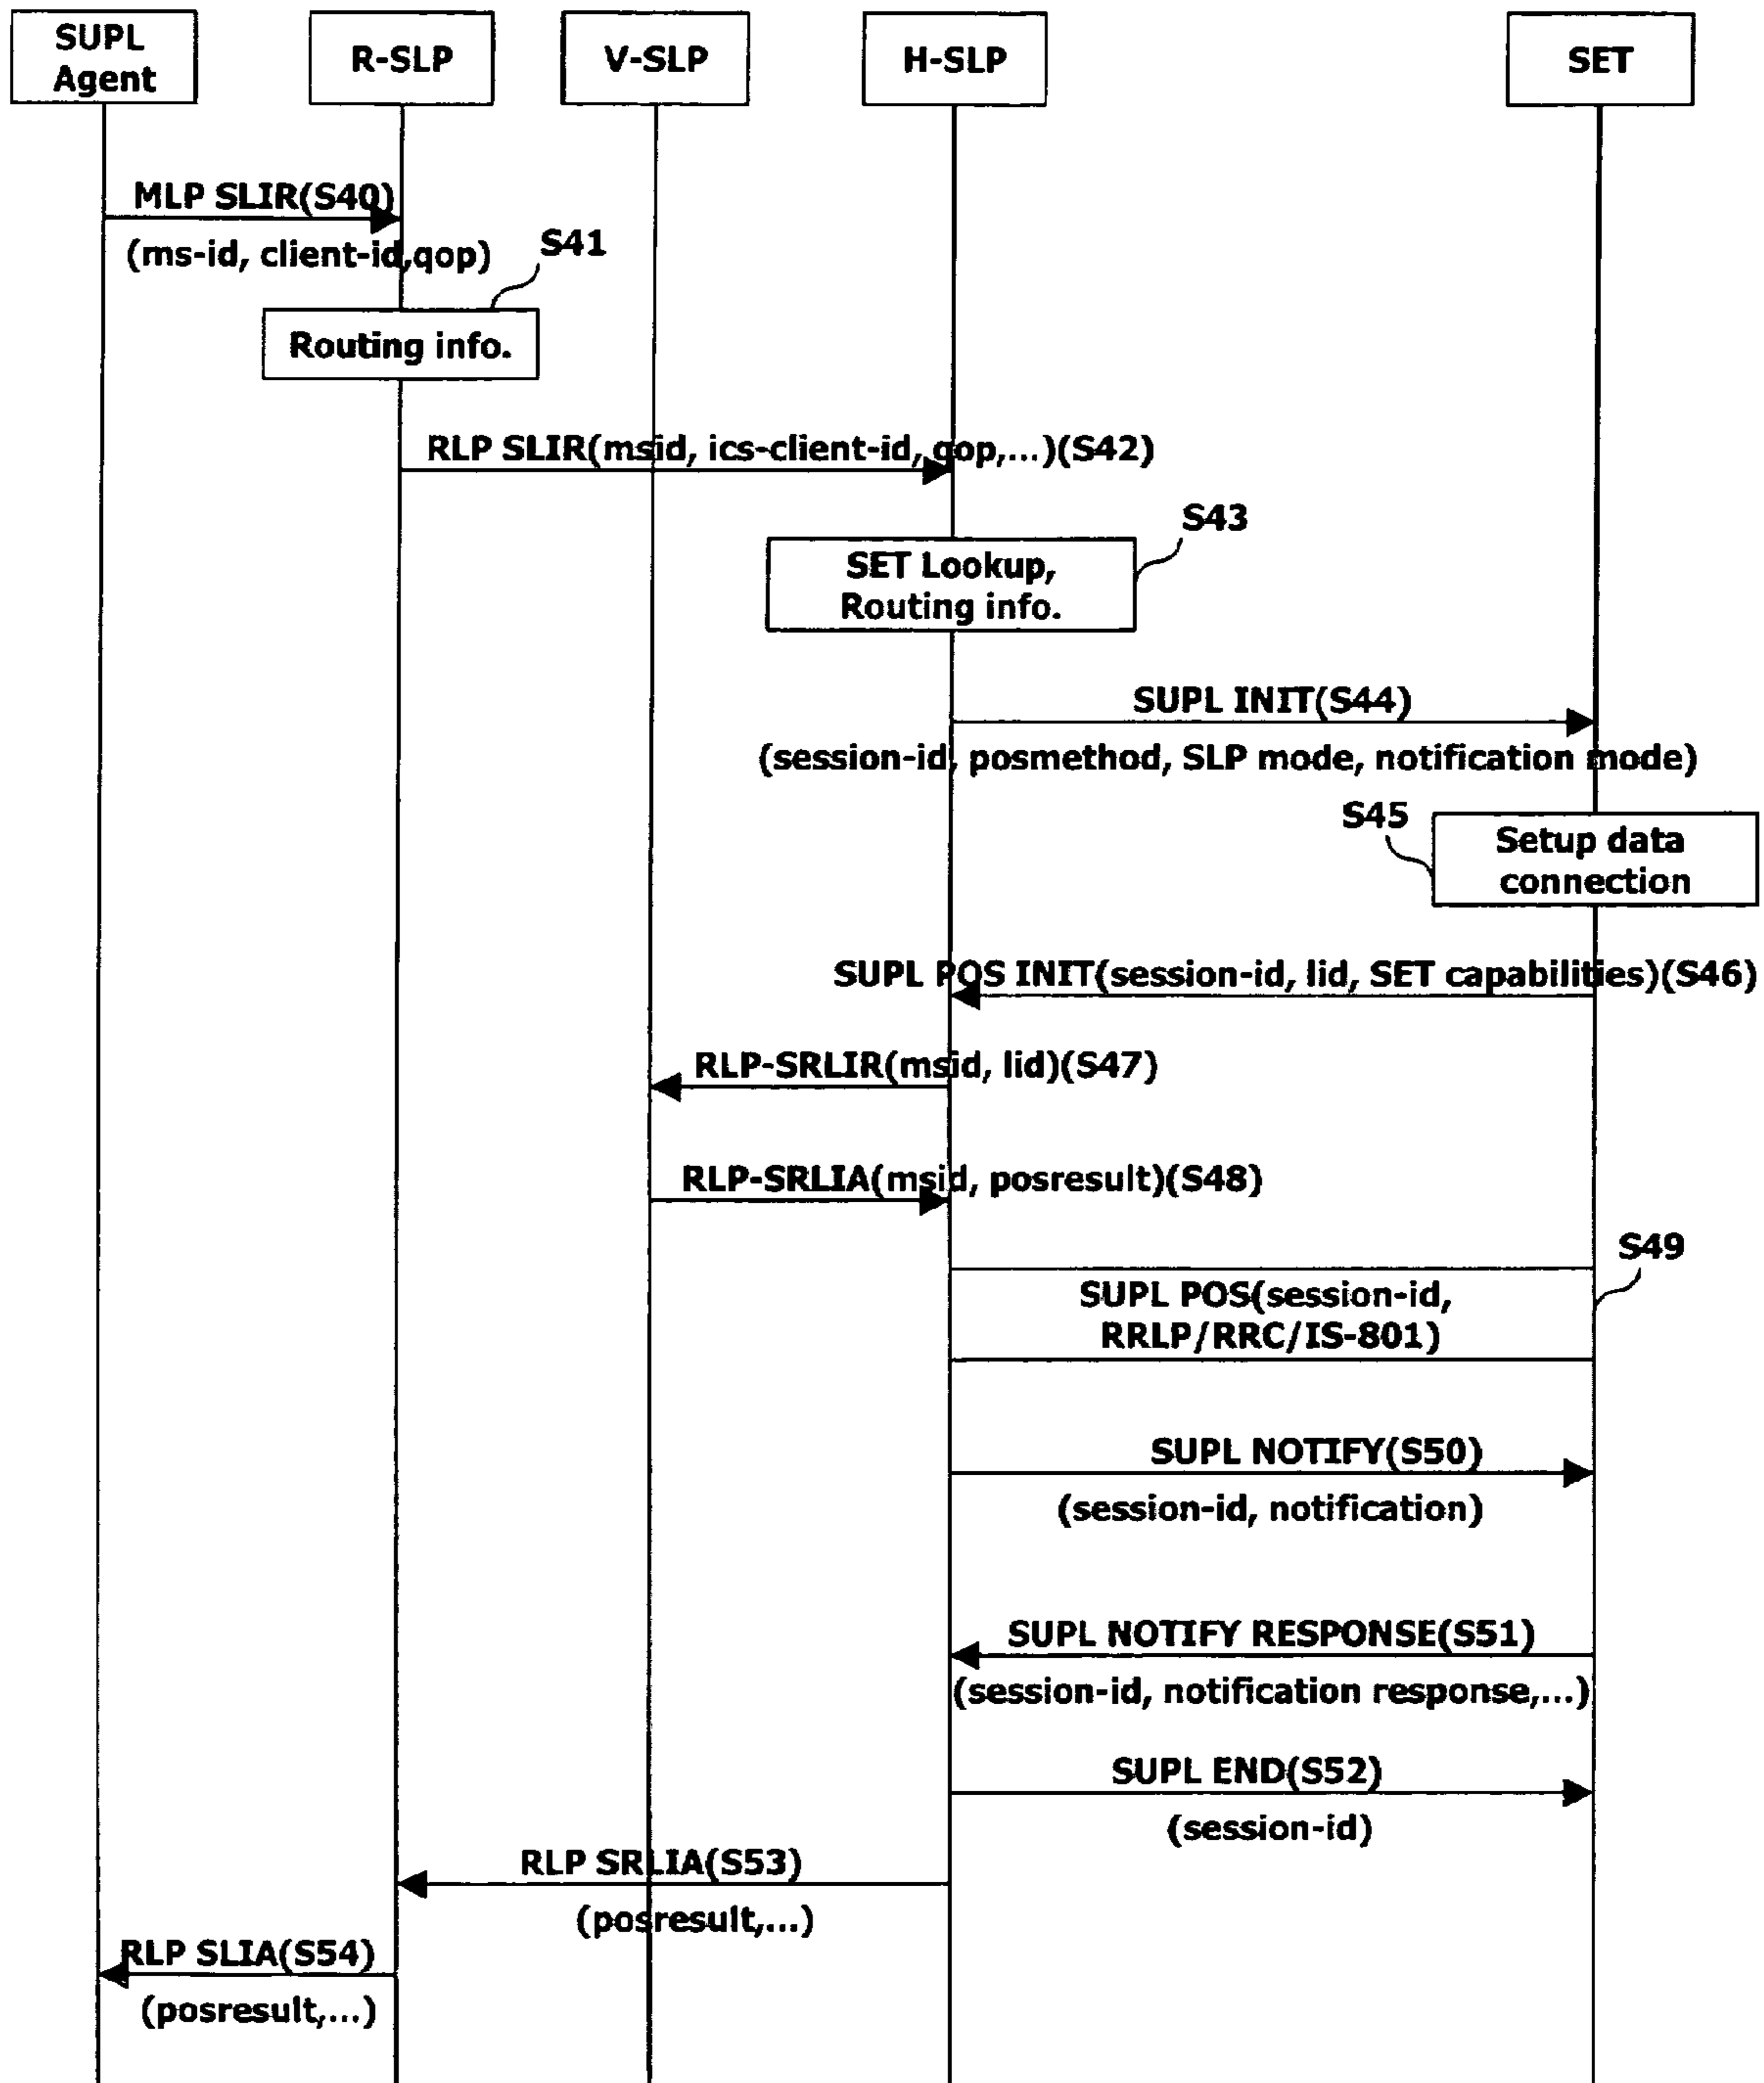 SUPL
Agent
R-SLP
V-SLP
H-SLP
SET
MLP SLIR(S40)
(ms-id, client-id,qop)
S41
Routing info.
RLP SLIR(msid, ics-client-id, qop,...)(S42)
S43
SET Lookup,
Routing info.
SUPL INIT(S44)
(session-id, posmethod, SLP mode, notification mode)
S45
Setup data
connection
SUPL POS INIT(session-id, lid, SET capabilities)(S46)
RLP-SRLIR(msid, lid)(S47)
RLP-SRLIA(msid, posresult)(S48)
S49
SUPL POS(session-id,
RRLP/RRC/IS-801)
SUPL NOTIFY(S50)
(session-id, notification)
SUPL NOTIFY RESPONSE(S51)
(session-id, notification response,...)
SUPL END(S52)
(session-id)
RLP SRLIA(S53)
(posresult,...)
RLP SLIA(S54)
(posresult,...)